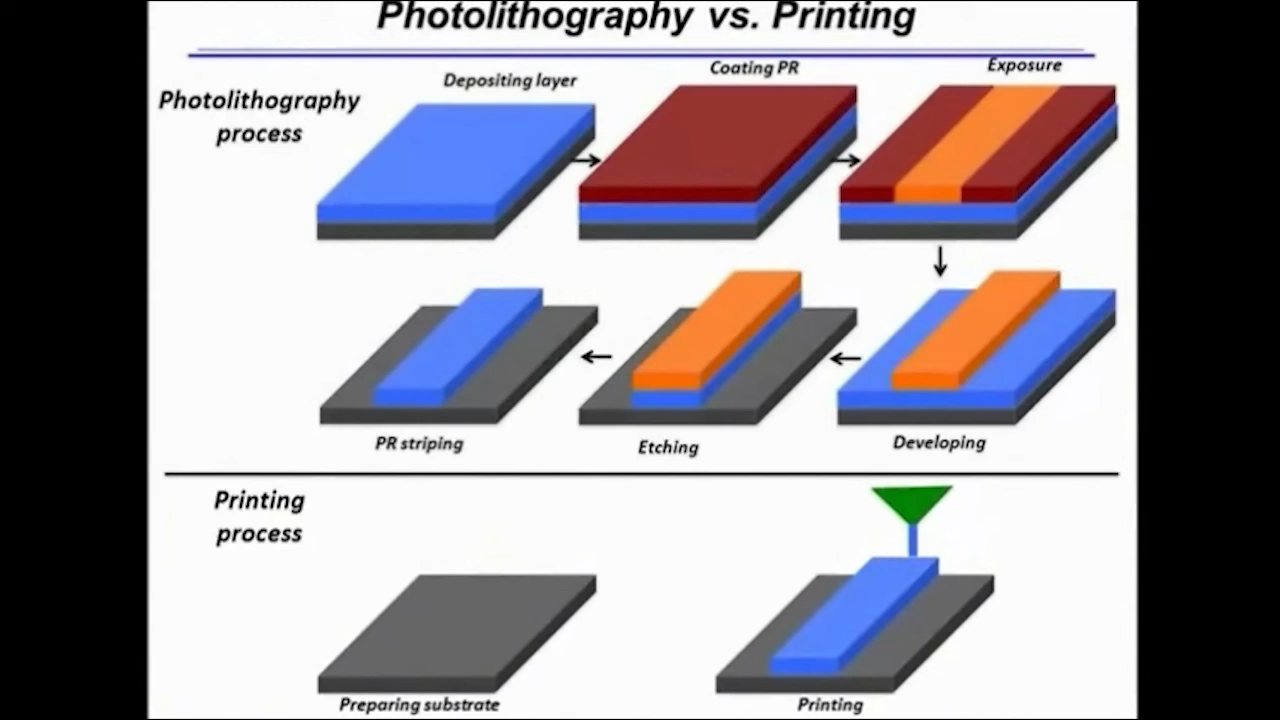 Photolithography vs. Printing
Photolithography
process
Depositing layer
Coating PR
Exposure
PR striping
Etching
Developing
Printing
process
Preparing substrate
Printing